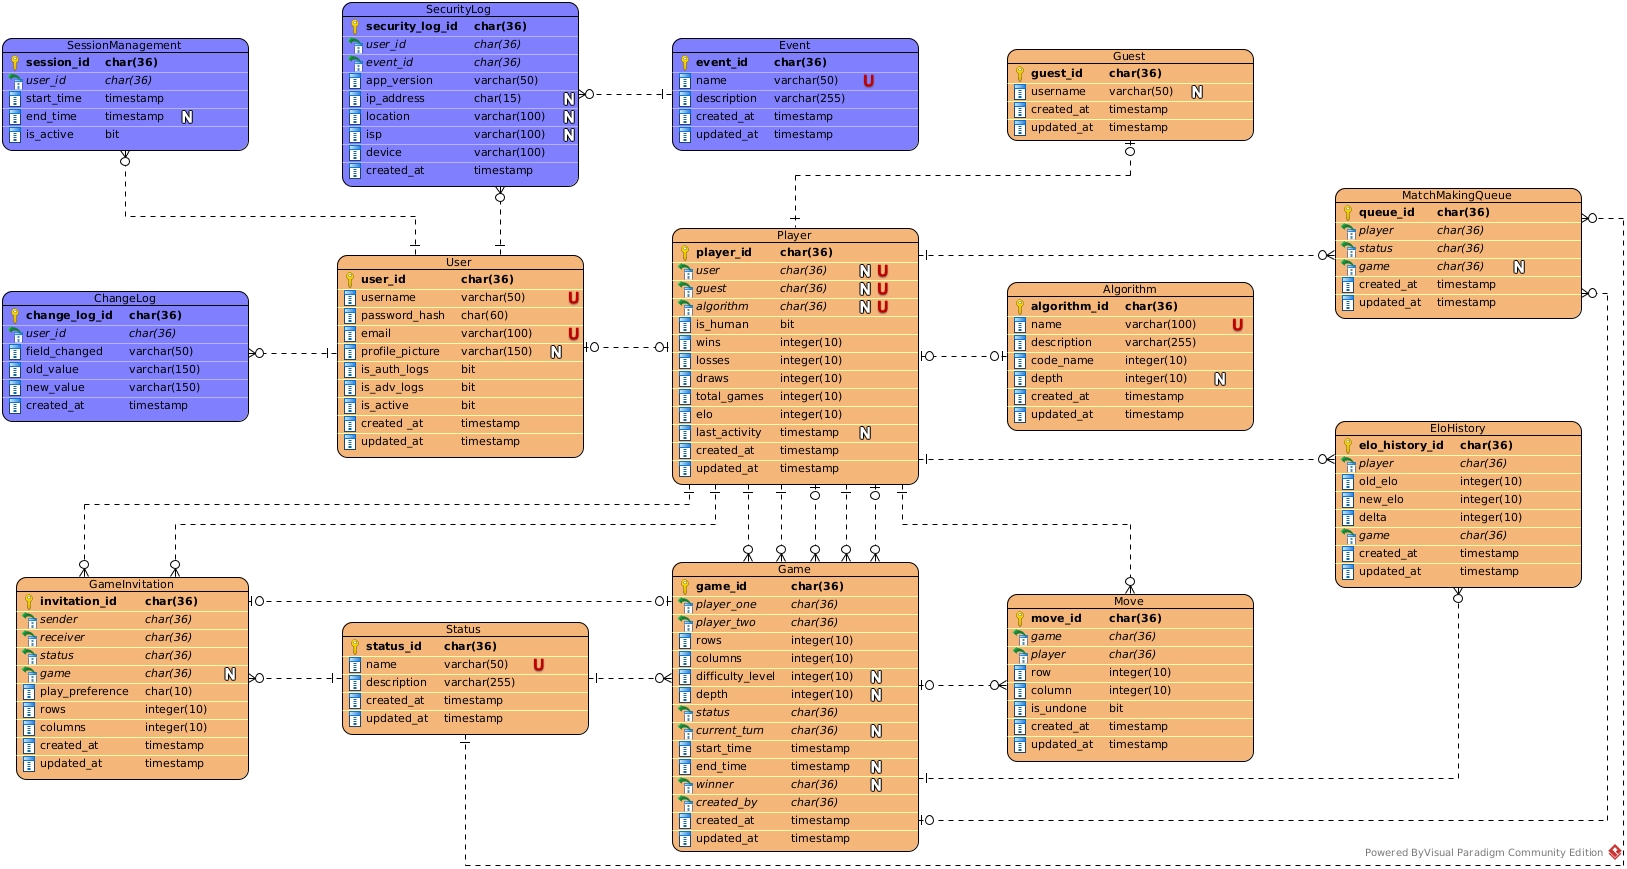 SessionManagement
session_id char(36)
user_id char(36)
start_time timestamp
end_time timestamp N
is_active bit
SecurityLog
security_log_id char(36)
user_id char(36)
event_id char(36)
app_version varchar(50)
ip_address char(15) N
location varchar(100) N
isp varchar(100) N
device varchar(100)
created_at timestamp
Event
event_id char(36)
name varchar(50) U
description varchar(255)
created_at timestamp
updated_at timestamp
Guest
guest_id char(36)
username varchar(50) N
created_at timestamp
updated_at timestamp
MatchMakingQueue
queue_id char(36)
player char(36)
status char(36)
game char(36) N
created_at timestamp
updated_at timestamp
ChangeLog
change_log_id char(36)
user_id char(36)
field_changed varchar(50)
old_value varchar(150)
new_value varchar(150)
created_at timestamp
User
user_id char(36)
username varchar(50) U
password_hash char(60)
email varchar(100) U
profile_picture varchar(150) N
is_auth_logs bit
is_adv_logs bit
is_active bit
created _at timestamp
updated_at timestamp
Player
player_id char(36)
user char(36) N U
guest char(36) N U
algorithm char(36) N U
is_human bit
wins integer(10)
losses integer(10)
draws integer(10)
total_games integer(10)
elo integer(10)
last_activity timestamp N
created_at timestamp
updated_at timestamp
Algorithm
algorithm_id char(36)
name varchar(100) U
description varchar(255)
code_name integer(10)
depth integer(10) N
created_at timestamp
updated_at timestamp
EloHistory
elo_history_id char(36)
player char(36)
old_elo integer(10)
new_elo integer(10)
delta integer(10)
game char(36)
created_at timestamp
updated_at timestamp
GameInvitation
invitation_id char(36)
sender char(36)
receiver char(36)
status char(36)
game char(36) N
play_preference char(10)
rows integer(10)
columns integer(10)
created_at timestamp
updated_at timestamp
Status
status_id char(36)
name varchar(50) U
description varchar(255)
created_at timestamp
updated_at timestamp
Game
game_id char(36)
player_one char(36)
player_two char(36)
rows integer(10)
columns integer(10)
difficulty_level integer(10) N
depth integer(10) N
status char(36)
current_turn char(36) N
start_time timestamp
end_time timestamp N
winner char(36) N
created_by char(36)
created_at timestamp
updated_at timestamp
Move
move_id char(36)
game char(36)
player char(36)
row integer(10)
column integer(10)
is_undone bit
created_at timestamp
updated_at timestamp
Powered ByVisual Paradigm Community Edition